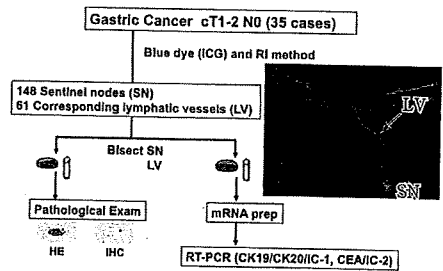 Gastric Cancer cT1-2 N0 (35 cases)
Blue dye (ICG) and RI method
148 Sentinel nodes (SN)
61 Corresponding lymphatic vessels (LV)
LV
SN
Bisect SN
LV
Pathological Exam
mRNA prep
HE IHC
RT-PCR (CK19/CK20/IC-1, CEA/IC-2)